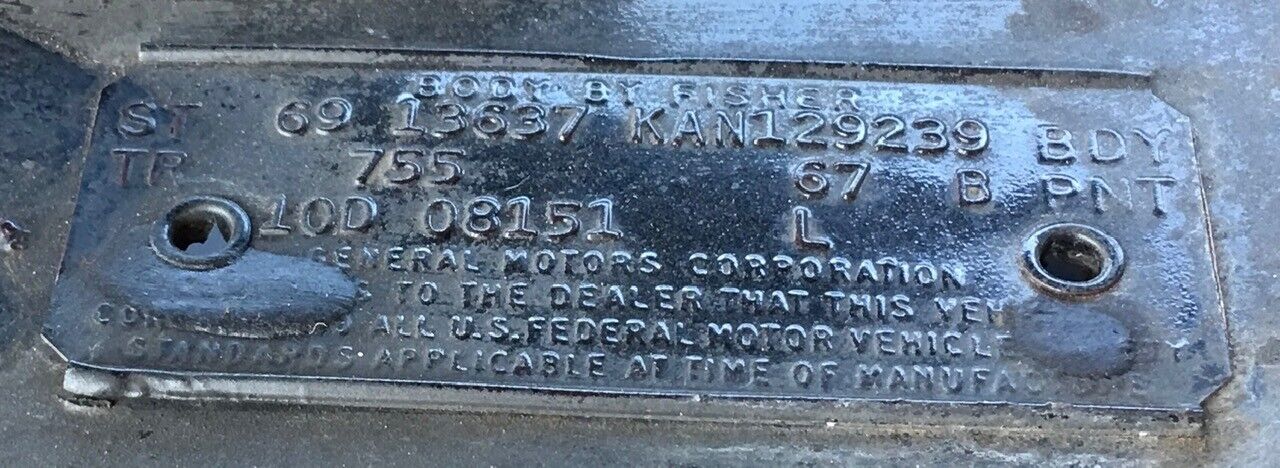 BODY BY FISHER
ST 69 13637 KAN129239 BDY
TR 755 67 B PNT
10D 08151 L
GENERAL MOTORS CORPORATION
TO THE DEALER THAT THIS
ALL U.S. FEDERAL MOTOR VEHICLE
STANDARDS APPLICABLE AT TIME OF